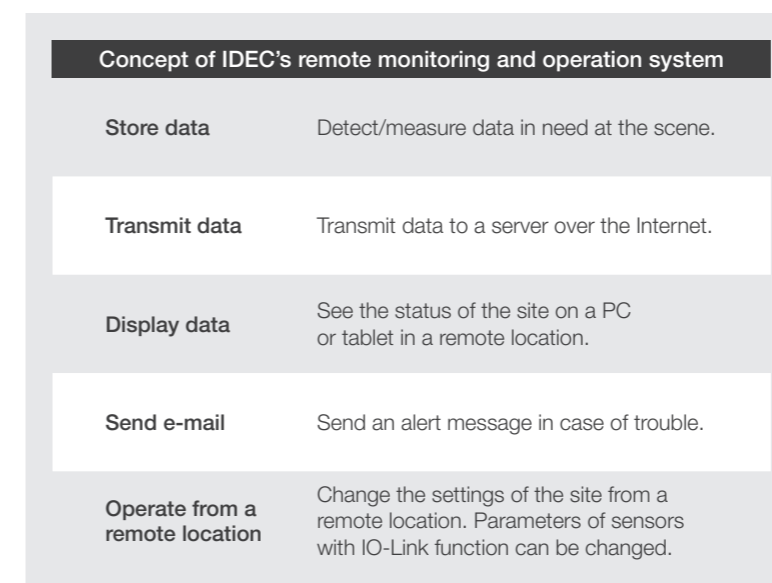 Concept of IDEC’s remote monitoring and operation system
Store data
Detect/measure data in need at the scene.
Transmit data
Transmit data to a server over the Internet.
Display data
See the status of the site on a PC
or tablet in a remote location.
Send e-mail
Send an alert message in case of trouble.
Operate from a
remote location
Change the settings of the site from a
remote location. Parameters of sensors
with IO-Link function can be changed.